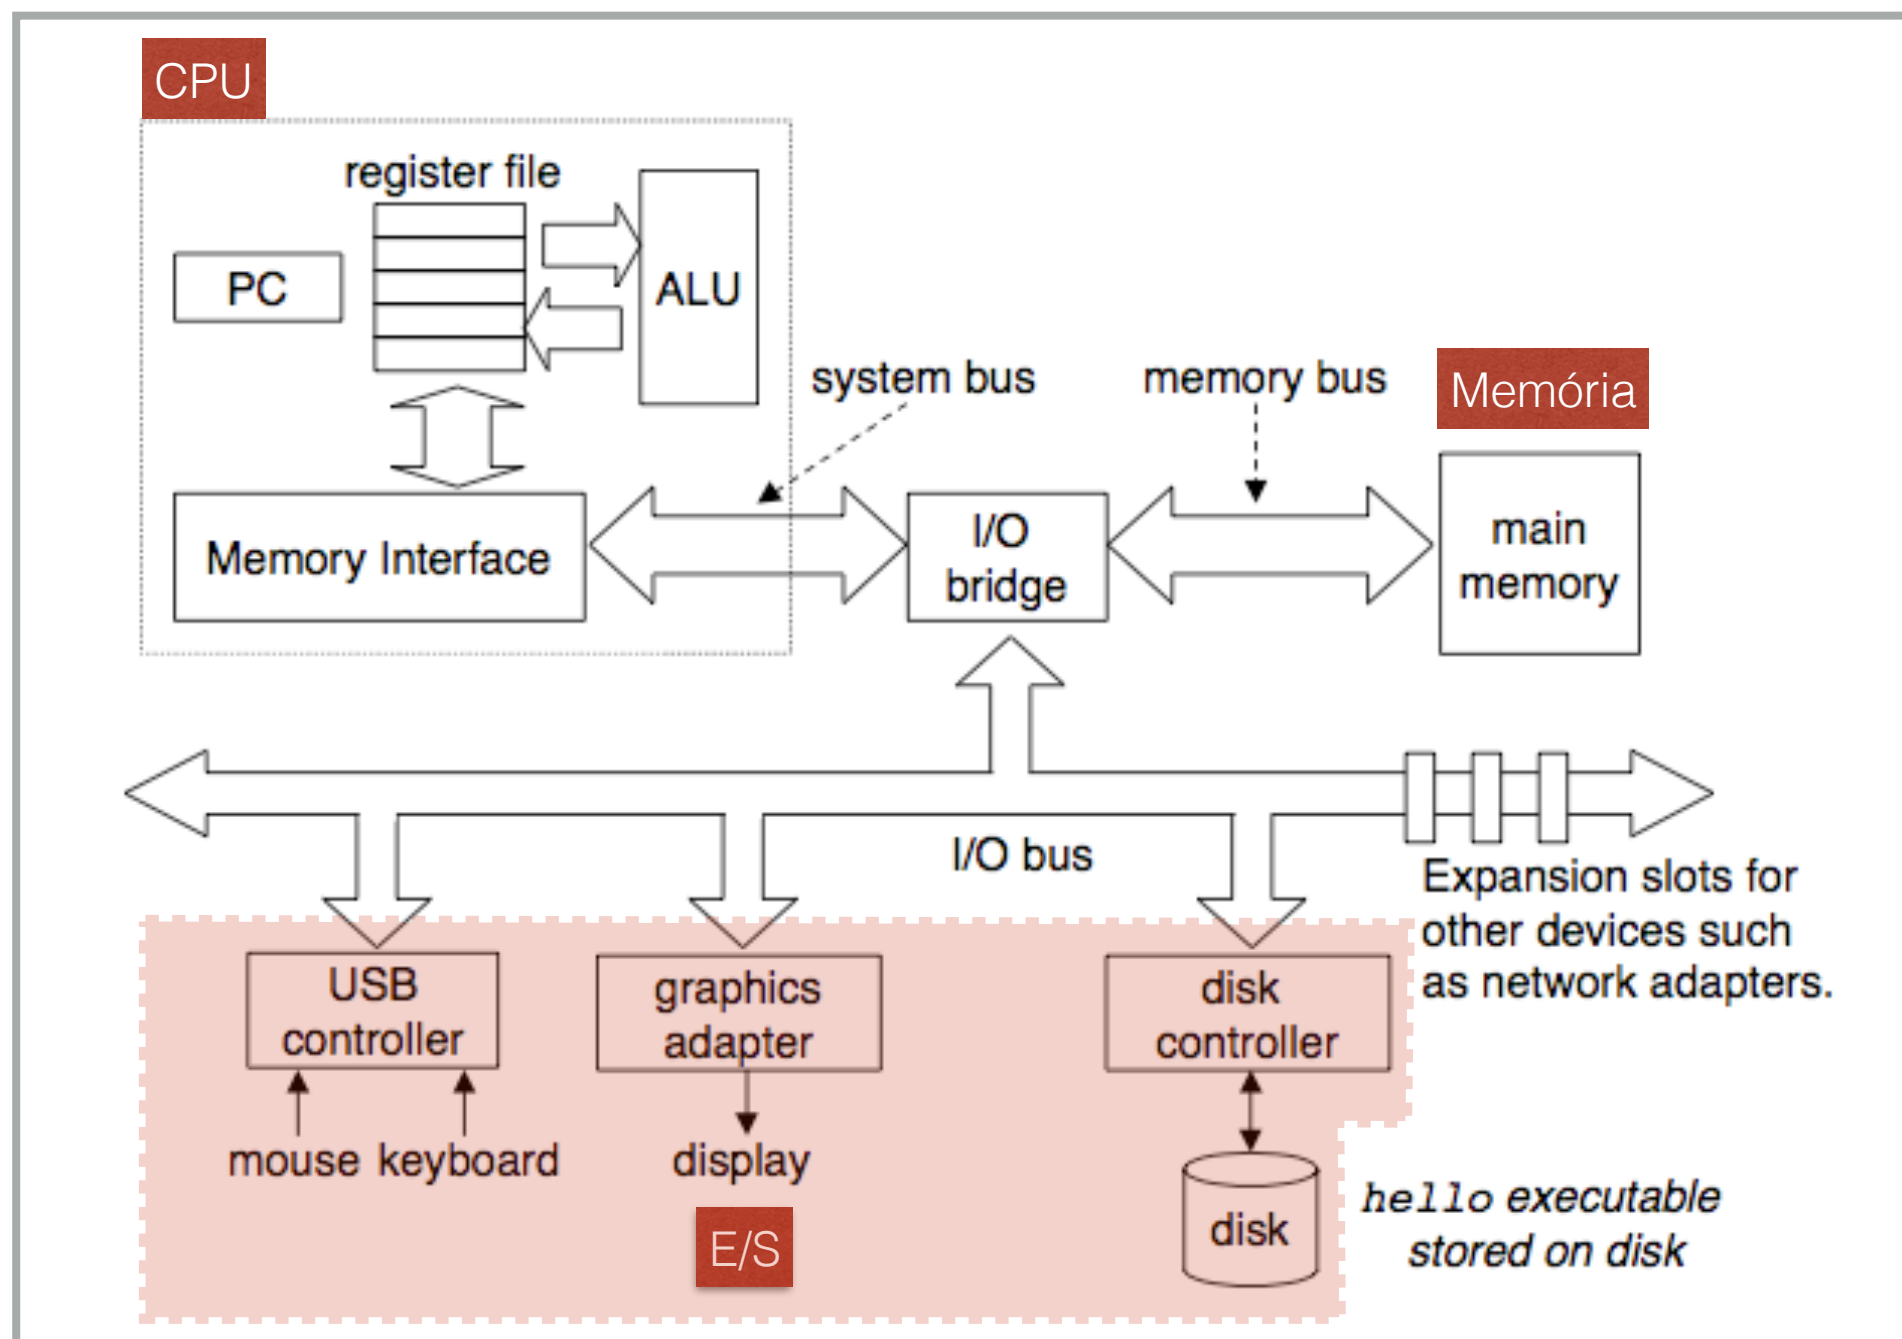 CPU
register file
PC
ALU
system bus
memory bus
Memória
Memory Interface
I/O
bridge
main
memory
I/O bus
Expansion slots for
other devices such
as network adapters.
USB
controller
graphics
adapter
disk
controller
mouse keyboard
display
disk
hello executable
stored on disk
E/S